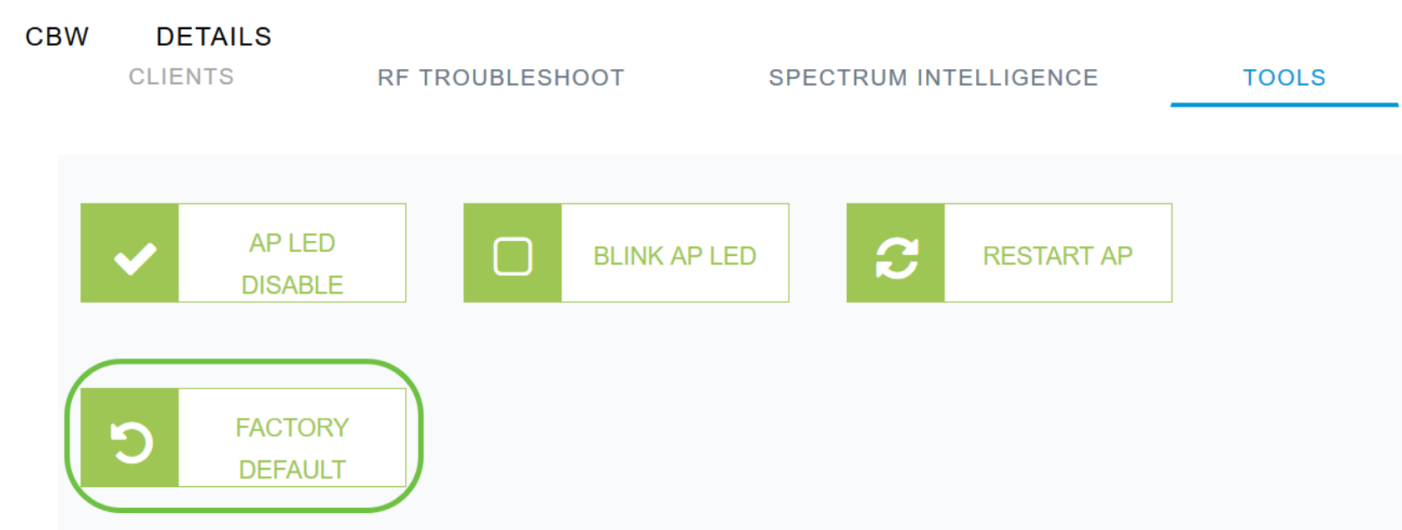 CBW DETAILS
CLIENTS RF TROUBLESHOOT SPECTRUM INTELLIGENCE TOOLS
AP LED
DISABLE
BLINK AP LED
RESTART AP
FACTORY
DEFAULT